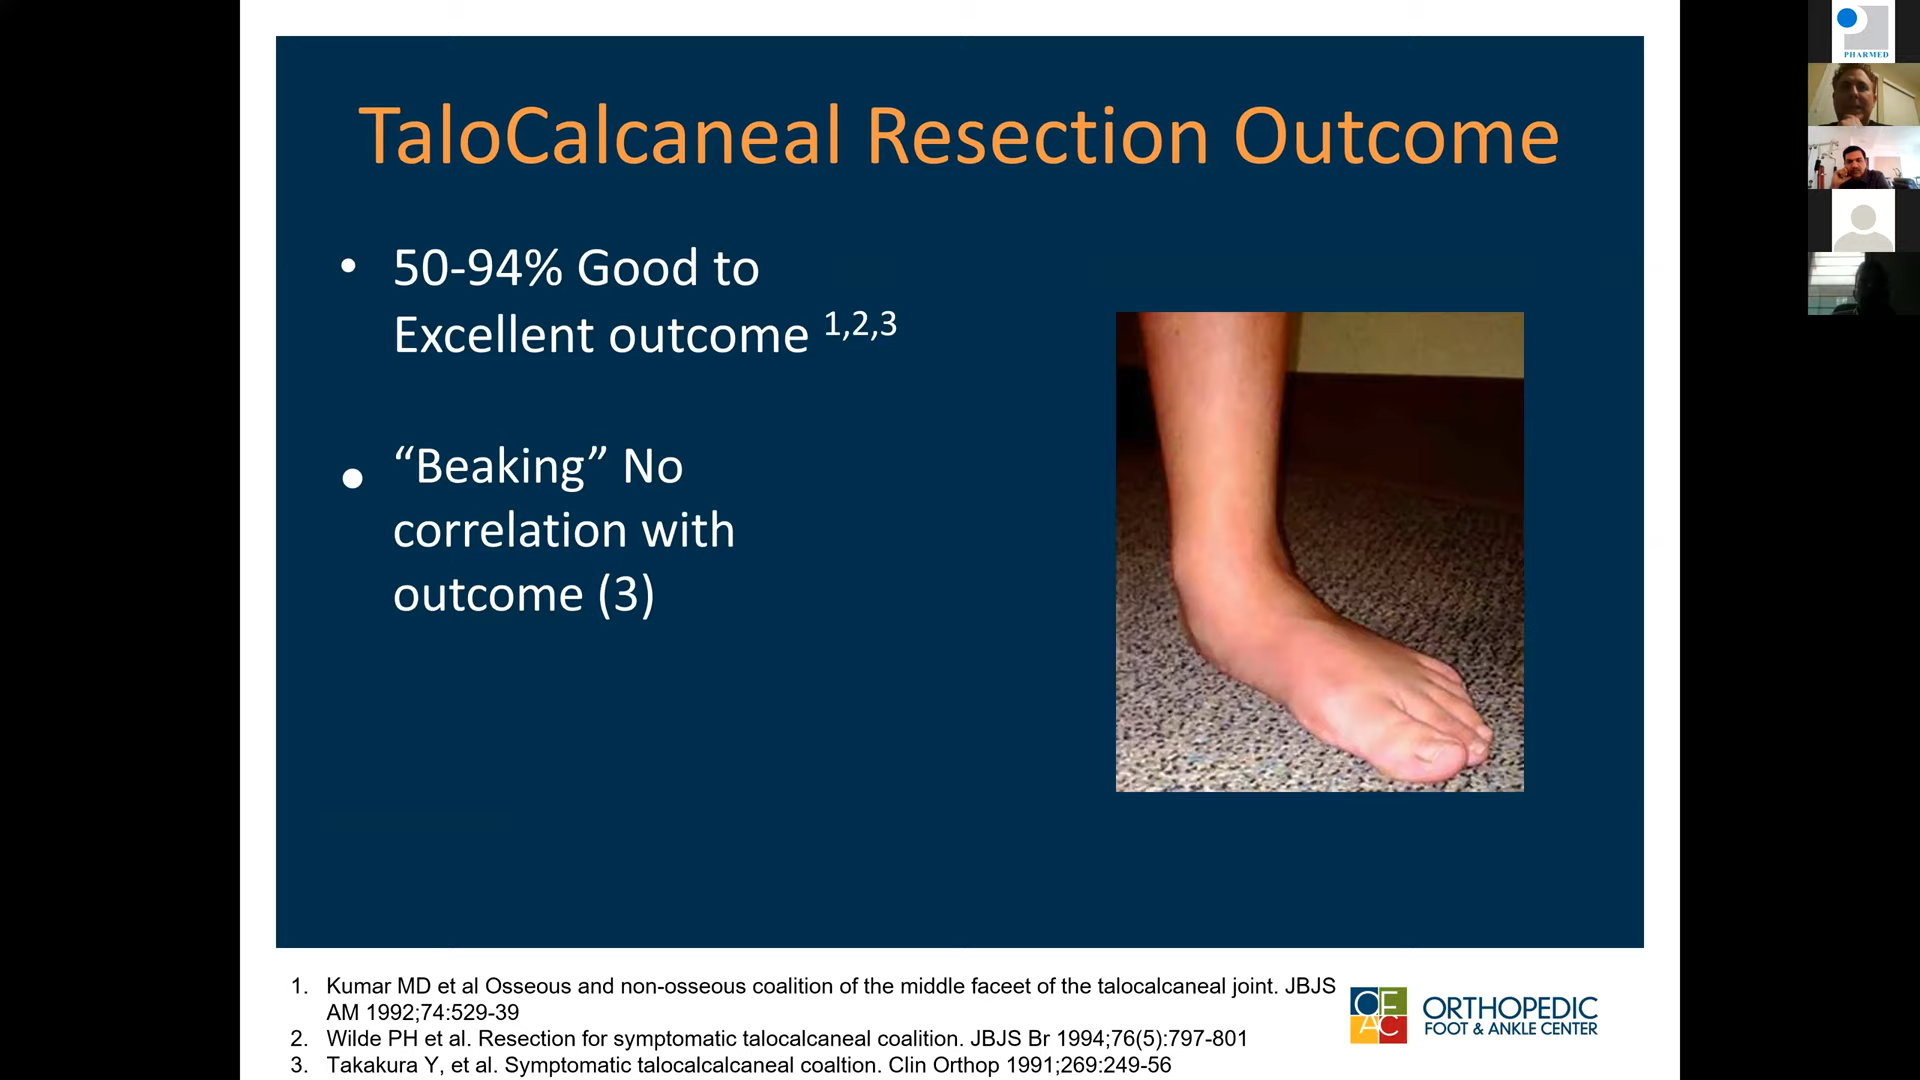 TaloCalcaneal Resection Outcome
• 50-94% Good to
Excellent outcome 1,2,3
• “Beaking” No
correlation with
outcome (3)
1. Kumar MD et al Osseous and non-osseous coalition of the middle faceet of the talocalcaneal joint. JBJS
AM 1992;74:529-39
2. Wilde PH et al. Resection for symptomatic talocalcaneal coalition. JBJS Br 1994;76(5):797-801
3. Takakura Y, et al. Symptomatic talocalcalcaneal coaltion. Clin Orthop 1991;269:249-56
OF
AC
ORTHOPEDIC
FOOT & ANKLE CENTER
PHARMED